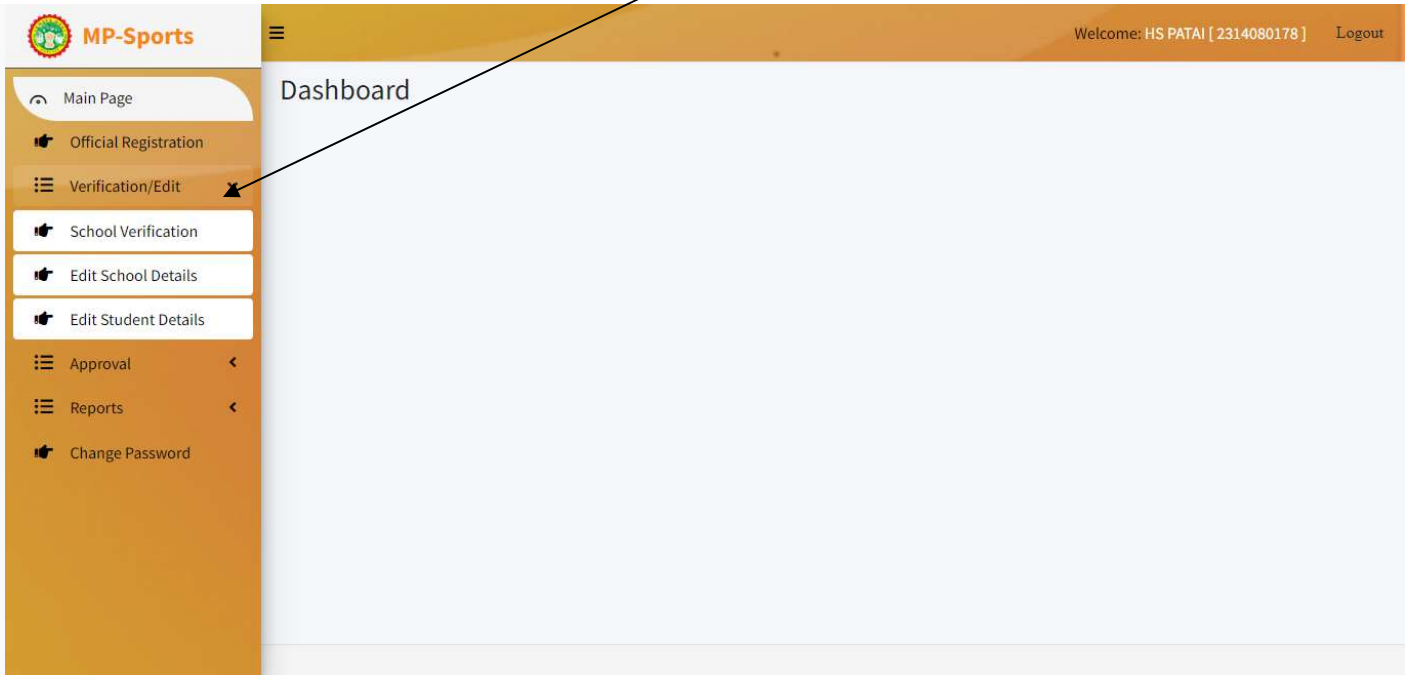 MP-Sports
Welcome: HS PATAI [ 2314080178 ] Logout
Main Page
Dashboard
Official Registration
Verification/Edit
School Verification
Edit School Details
Edit Student Details
Approval
Reports
Change Password